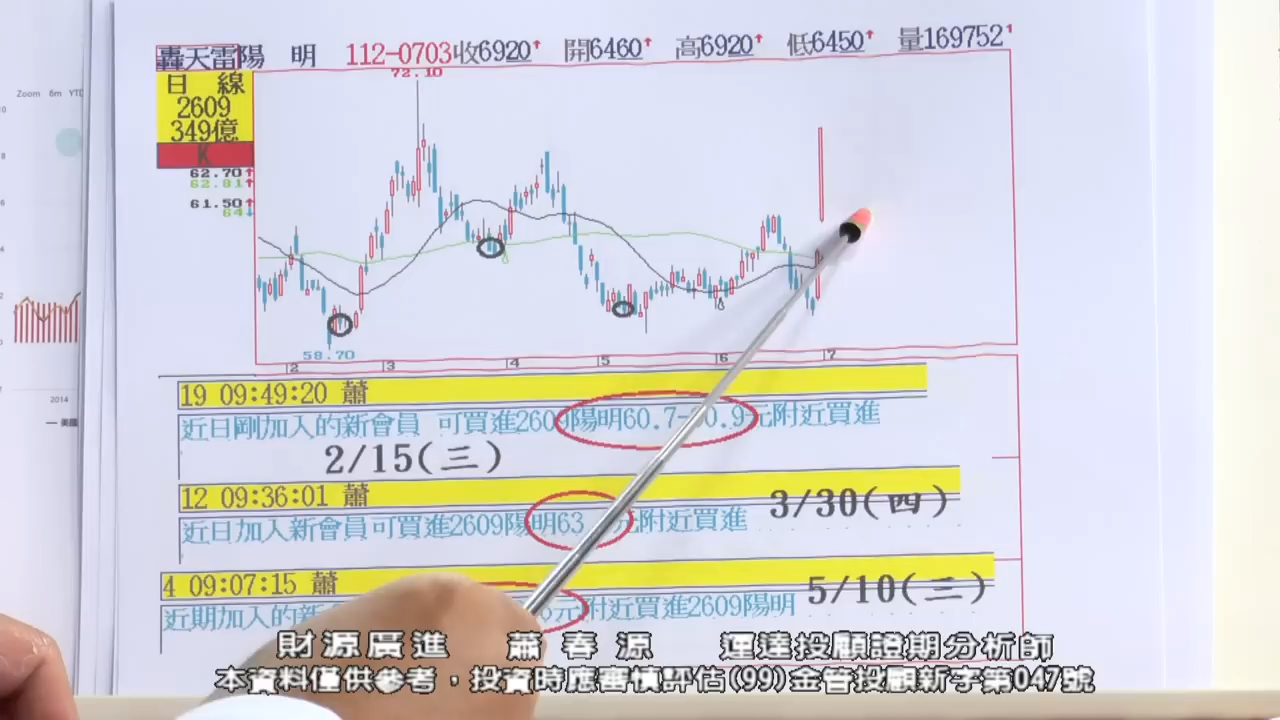 Zoom 6m YTD
轟天雷陽 明 112-0703收6920↑ 開6460↑ 高6920↑ 低6450↑ 量169752↑
日 線
2609
349億
K
72.10
62.70↑
62.81↑
61.50↑
64↓
58.70
2 3 4 5 6 7
2014
19 09:49:20 蕭
近日剛加入的新會員 可買進260 陽明60.7- 0.9元附近買進
2/15(三)
12 09:36:01 蕭
近日加入新會員可買進2609陽明63 元附近買進
3/30(四)
4 09:07:15 蕭
近期加入的新 元附近買進2609陽明
5/10(三)
財源廣進 蕭春源 運達投顧證期分析師
本資料僅供參考，投資時應審慎評估(99)金管投顧新字第047號